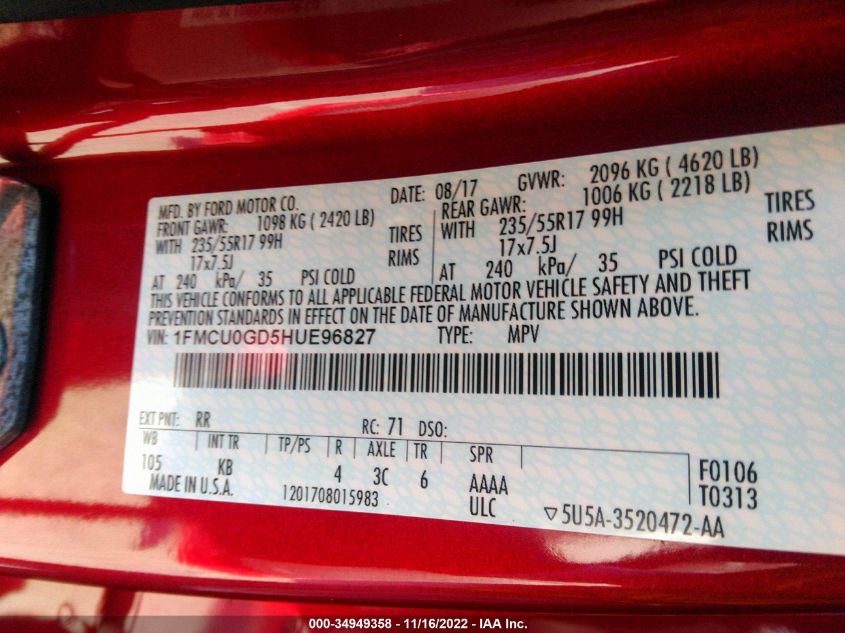 MFD. BY FORD MOTOR CO. DATE: 08/17 GVWR: 2096 KG ( 4620 LB)
FRONT GAWR: 1098 KG ( 2420 LB) REAR GAWR: 1006 KG ( 2218 LB)
WITH 235/55R17 99H TIRES WITH 235/55R17 99H TIRES
17x7.5J RIMS 17x7.5J RIMS
AT 240 kPa/ 35 PSI COLD AT 240 kPa/ 35 PSI COLD
THIS VEHICLE CONFORMS TO ALL APPLICABLE FEDERAL MOTOR VEHICLE SAFETY AND THEFT
PREVENTION STANDARDS IN EFFECT ON THE DATE OF MANUFACTURE SHOWN ABOVE.
VIN: 1FMCU0GD5HUE96827 TYPE: MPV
EXT PNT: RR RC: 71 DSO:
WB INT TR TP/PS R AXLE TR SPR
105 KB 4 3C 6 AAAA F0106
MADE IN U.S.A. 1201708015983 ULC T0313
▽5U5A-3520472-AA
000-34949358 - 11/16/2022 - IAA Inc.